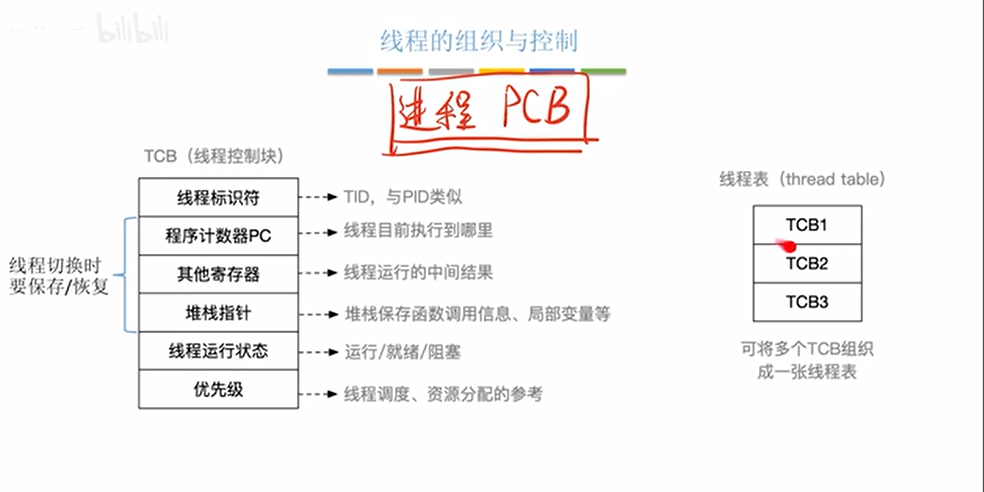 bilibili
线程的组织与控制
进程 PCB
TCB（线程控制块）
线程标识符
TID，与PID类似
程序计数器PC
线程目前执行到哪里
其他寄存器
线程运行的中间结果
堆栈指针
堆栈保存函数调用信息、局部变量等
线程运行状态
运行/就绪/阻塞
优先级
线程调度、资源分配的参考
线程切换时
要保存/恢复
线程表（thread table）
TCB1
TCB2
TCB3
可将多个TCB组织
成一张线程表